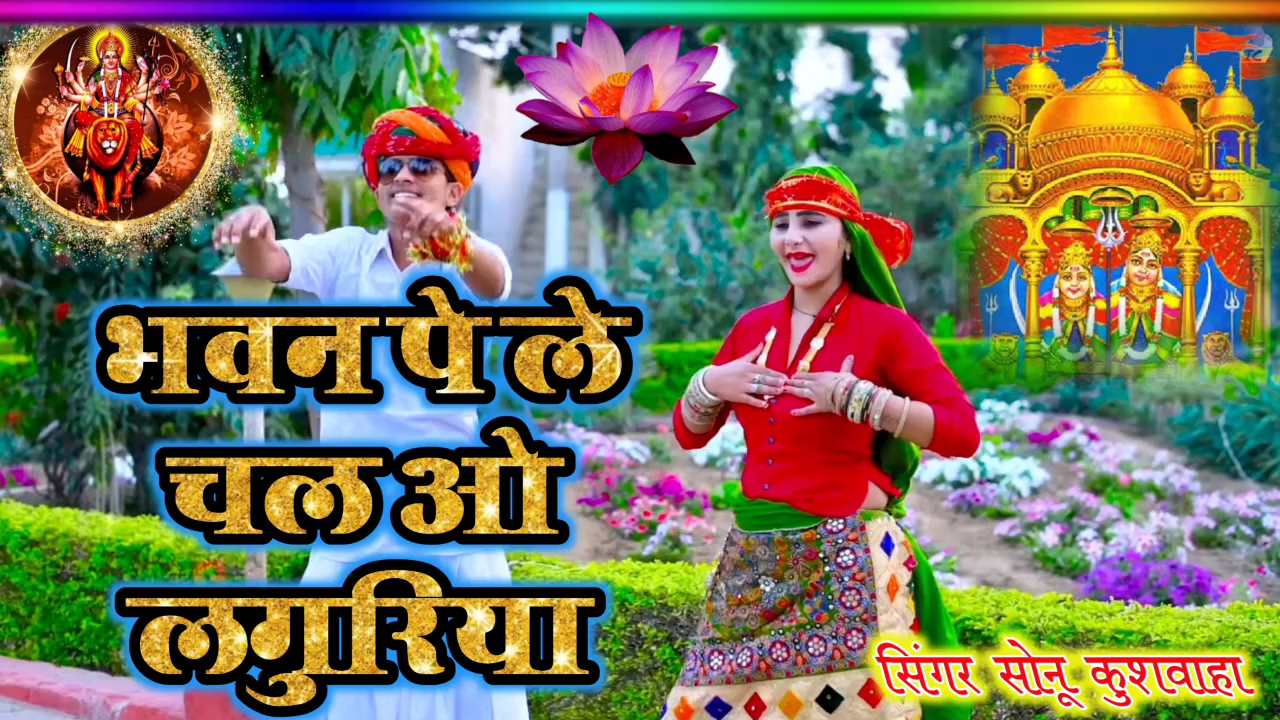 भवन पे ले
चल ओ
लगुरिया
सिंगर सोनू कुशवाहा